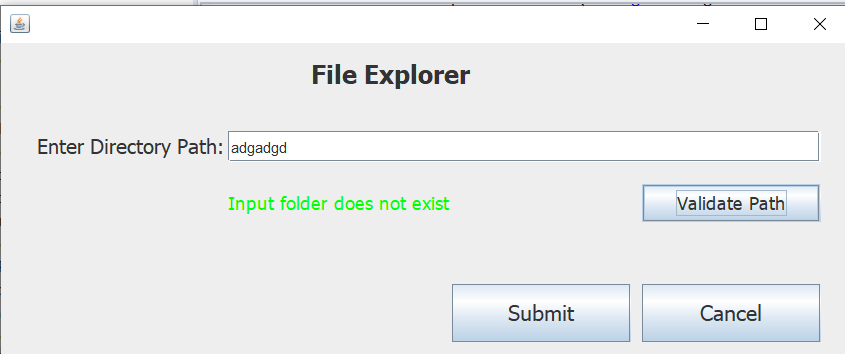 File Explorer
Enter Directory Path: adgadgd
Input folder does not exist Validate Path
Submit Cancel